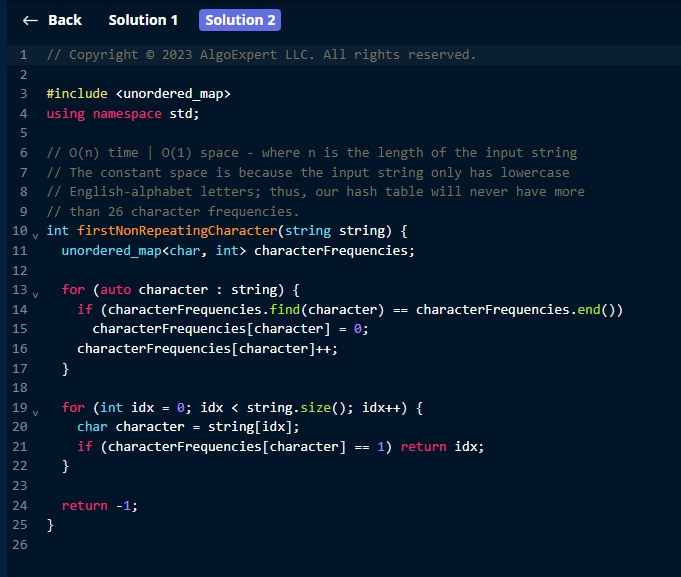 ← Back Solution 1 Solution 2
1 // Copyright © 2023 AlgoExpert LLC. All rights reserved.
2
3 #include <unordered_map>
4 using namespace std;
5
6 // O(n) time | O(1) space - where n is the length of the input string
7 // The constant space is because the input string only has lowercase
8 // English-alphabet letters; thus, our hash table will never have more
9 // than 26 character frequencies.
10 int firstNonRepeatingCharacter(string string) {
11   unordered_map<char, int> characterFrequencies;
12
13   for (auto character : string) {
14     if (characterFrequencies.find(character) == characterFrequencies.end())
15       characterFrequencies[character] = 0;
16     characterFrequencies[character]++;
17   }
18
19   for (int idx = 0; idx < string.size(); idx++) {
20     char character = string[idx];
21     if (characterFrequencies[character] == 1) return idx;
22   }
23
24   return -1;
25 }
26